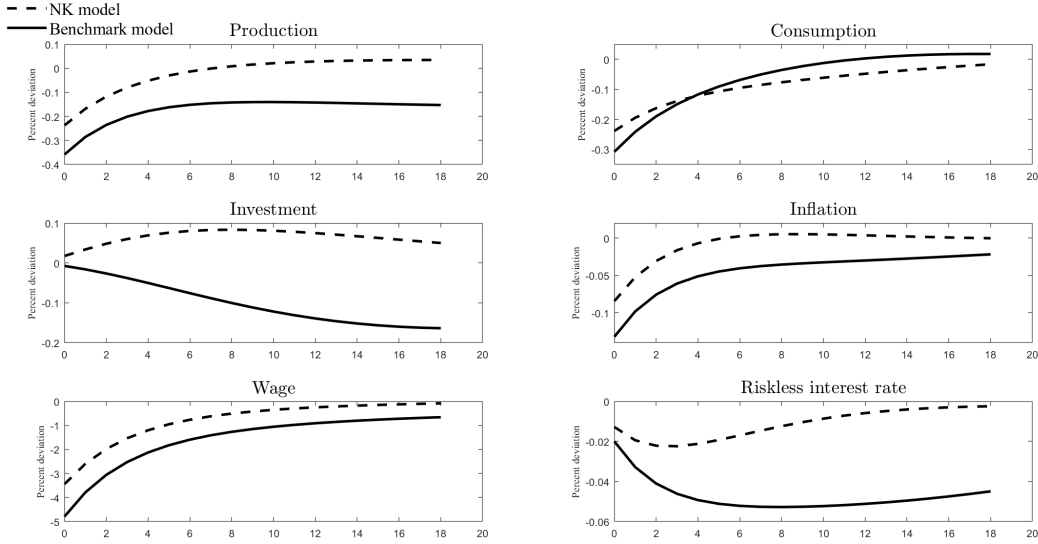 NK model
Benchmark model
Production
Percent deviation
0.1
0
-0.1
-0.2
-0.3
-0.4
0 2 4 6 8 10 12 14 16 18 20
Consumption
Percent deviation
0
-0.1
-0.2
-0.3
0 2 4 6 8 10 12 14 16 18 20
Investment
Percent deviation
0.1
0
-0.1
-0.2
0 2 4 6 8 10 12 14 16 18 20
Inflation
Percent deviation
0
-0.05
-0.1
0 2 4 6 8 10 12 14 16 18 20
Wage
Percent deviation
0
-1
-2
-3
-4
-5
0 2 4 6 8 10 12 14 16 18 20
Riskless interest rate
Percent deviation
0
-0.02
-0.04
-0.06
0 2 4 6 8 10 12 14 16 18 20